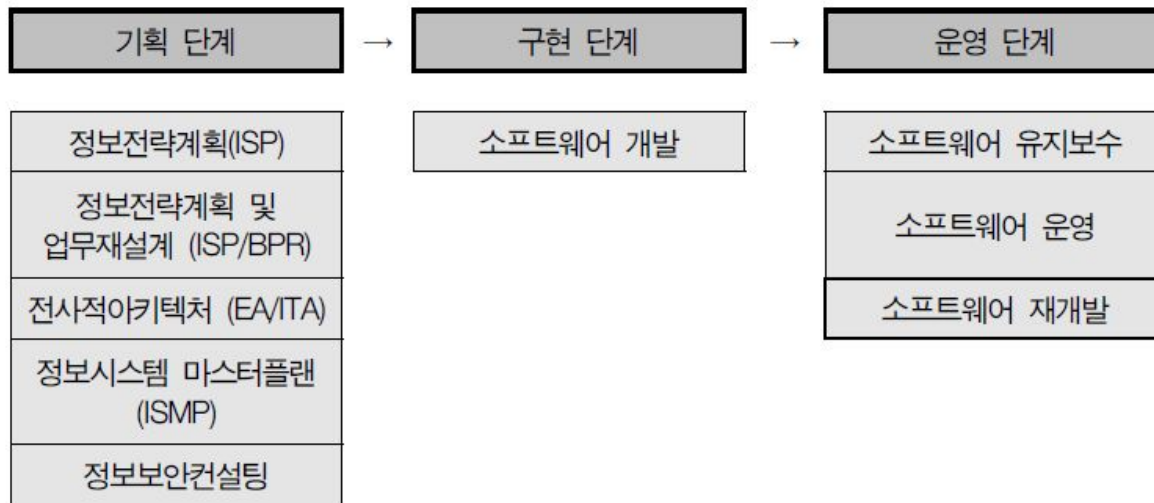 기획 단계 → 구현 단계 → 운영 단계
정보전략계획(ISP)
정보전략계획 및
업무재설계 (ISP/BPR)
전사적아키텍처 (EA/ITA)
정보시스템 마스터플랜
(ISMP)
정보보안컨설팅
소프트웨어 개발
소프트웨어 유지보수
소프트웨어 운영
소프트웨어 재개발